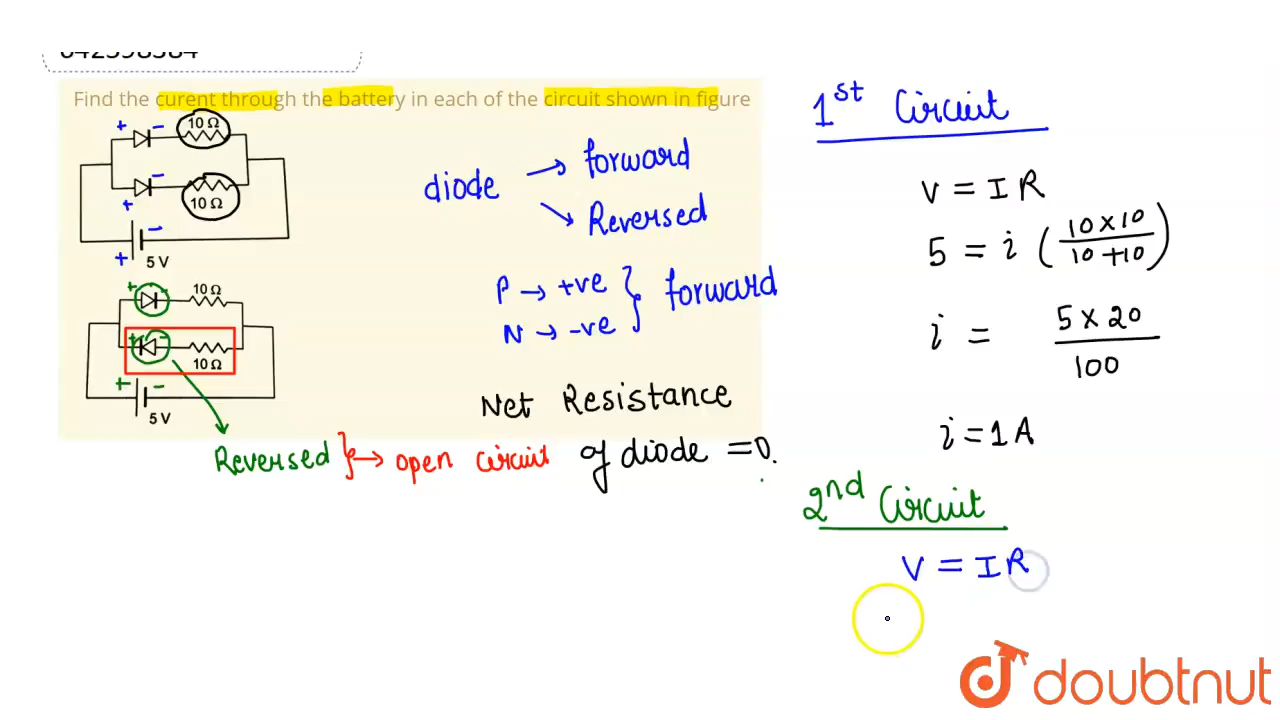 642598584
Find the curent through the battery in each of the circuit shown in figure
+ - 10 Ω
+ - 10 Ω
+ - 5 V
+ - 10 Ω
+ - 10 Ω
+ - 5 V
Reversed } → open circuit
diode → forward
→ Reversed
P → +ve
N → -ve } forward
Net Resistance
of diode = 0.
1st Circuit
V = I R
5 = i ( 10 × 10 / 10 + 10 )
i = 5 × 20 / 100
i = 1 A
2nd Circuit
V = I R
doubtnut